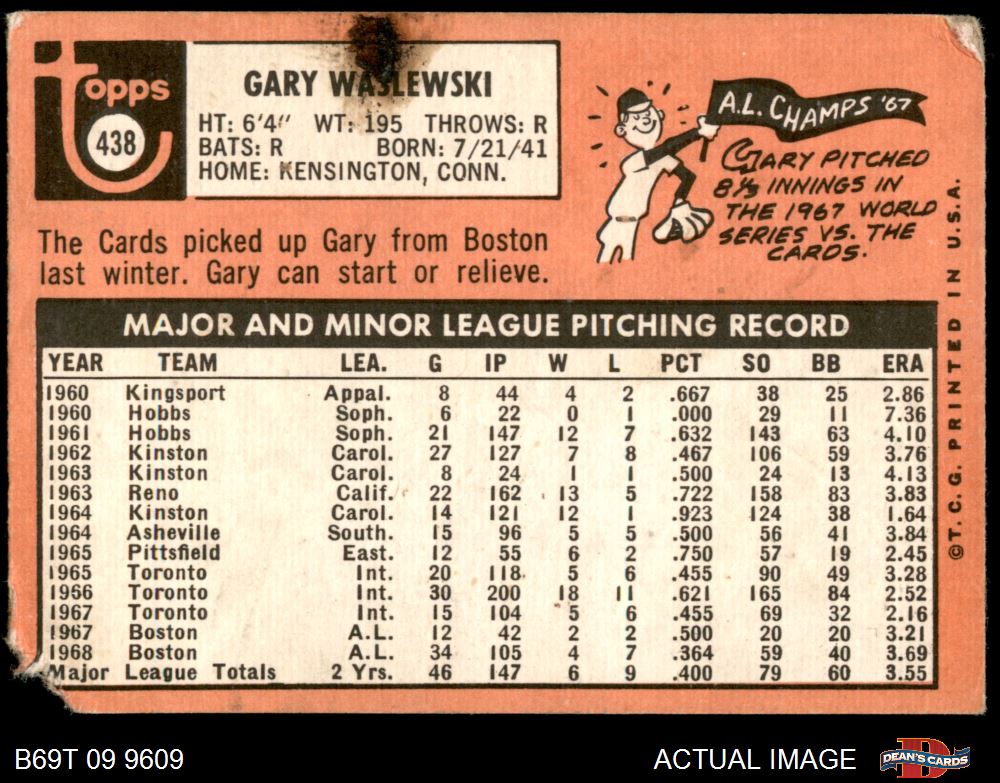 Topps
438
GARY WASLEWSKI
HT: 6'4" WT: 195 THROWS: R
BATS: R BORN: 7/21/41
HOME: KENSINGTON, CONN.
A.L. CHAMPS '67
GARY PITCHED
8⅓ INNINGS IN
THE 1967 WORLD
SERIES VS. THE
CARDS.
The Cards picked up Gary from Boston
last winter. Gary can start or relieve.
MAJOR AND MINOR LEAGUE PITCHING RECORD
YEAR TEAM LEA. G IP W L PCT SO BB ERA
1960 Kingsport Appal. 8 44 4 2 .667 38 25 2.86
1960 Hobbs Soph. 6 22 0 1 .000 29 11 7.36
1961 Hobbs Soph. 21 147 12 7 .632 143 63 4.10
1962 Kinston Carol. 27 127 7 8 .467 106 59 3.76
1963 Kinston Carol. 8 24 1 1 .500 24 13 4.13
1963 Reno Calif. 22 162 13 5 .722 158 83 3.83
1964 Kinston Carol. 14 121 12 1 .923 124 38 1.64
1964 Asheville South. 15 96 5 5 .500 56 41 3.84
1965 Pittsfield East. 12 55 6 2 .750 57 19 2.45
1965 Toronto Int. 20 118 5 6 .455 90 49 3.28
1966 Toronto Int. 30 200 18 11 .621 165 84 2.52
1967 Toronto Int. 15 104 5 6 .455 69 32 2.16
1967 Boston A.L. 12 42 2 2 .500 20 20 3.21
1968 Boston A.L. 34 105 4 7 .364 59 40 3.69
Major League Totals 2 Yrs. 46 147 6 9 .400 79 60 3.55
©T.C.G. PRINTED IN U.S.A.
B69T 09 9609
ACTUAL IMAGE
DEAN'S CARDS